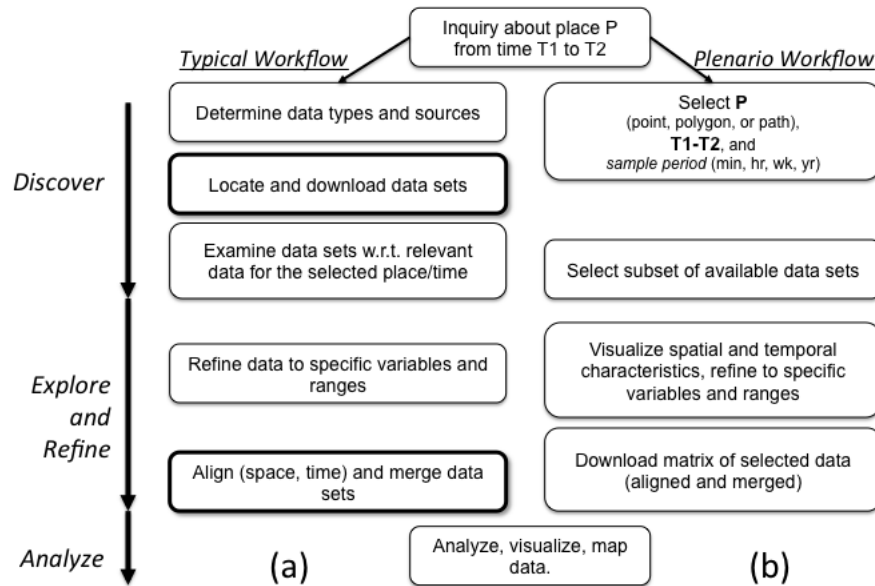 Inquiry about place P
from time T1 to T2
Typical Workflow
Plenario Workflow
Discover
Determine data types and sources
Locate and download data sets
Examine data sets w.r.t. relevant
data for the selected place/time
Select P
(point, polygon, or path),
T1-T2, and
sample period (min, hr, wk, yr)
Select subset of available data sets
Explore
and
Refine
Refine data to specific variables and
ranges
Align (space, time) and merge data
sets
Visualize spatial and temporal
characteristics, refine to specific
variables and ranges
Download matrix of selected data
(aligned and merged)
Analyze
(a)
Analyze, visualize, map
data.
(b)